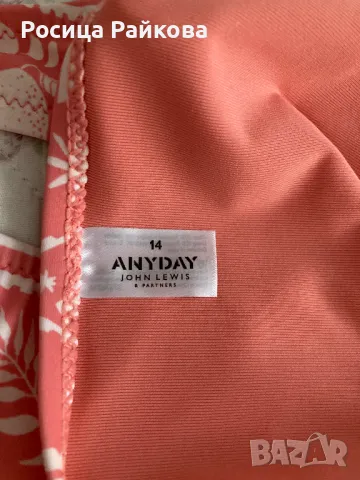 Росица Райкова
14
ANYDAY
JOHN LEWIS
& PARTNERS
bazar